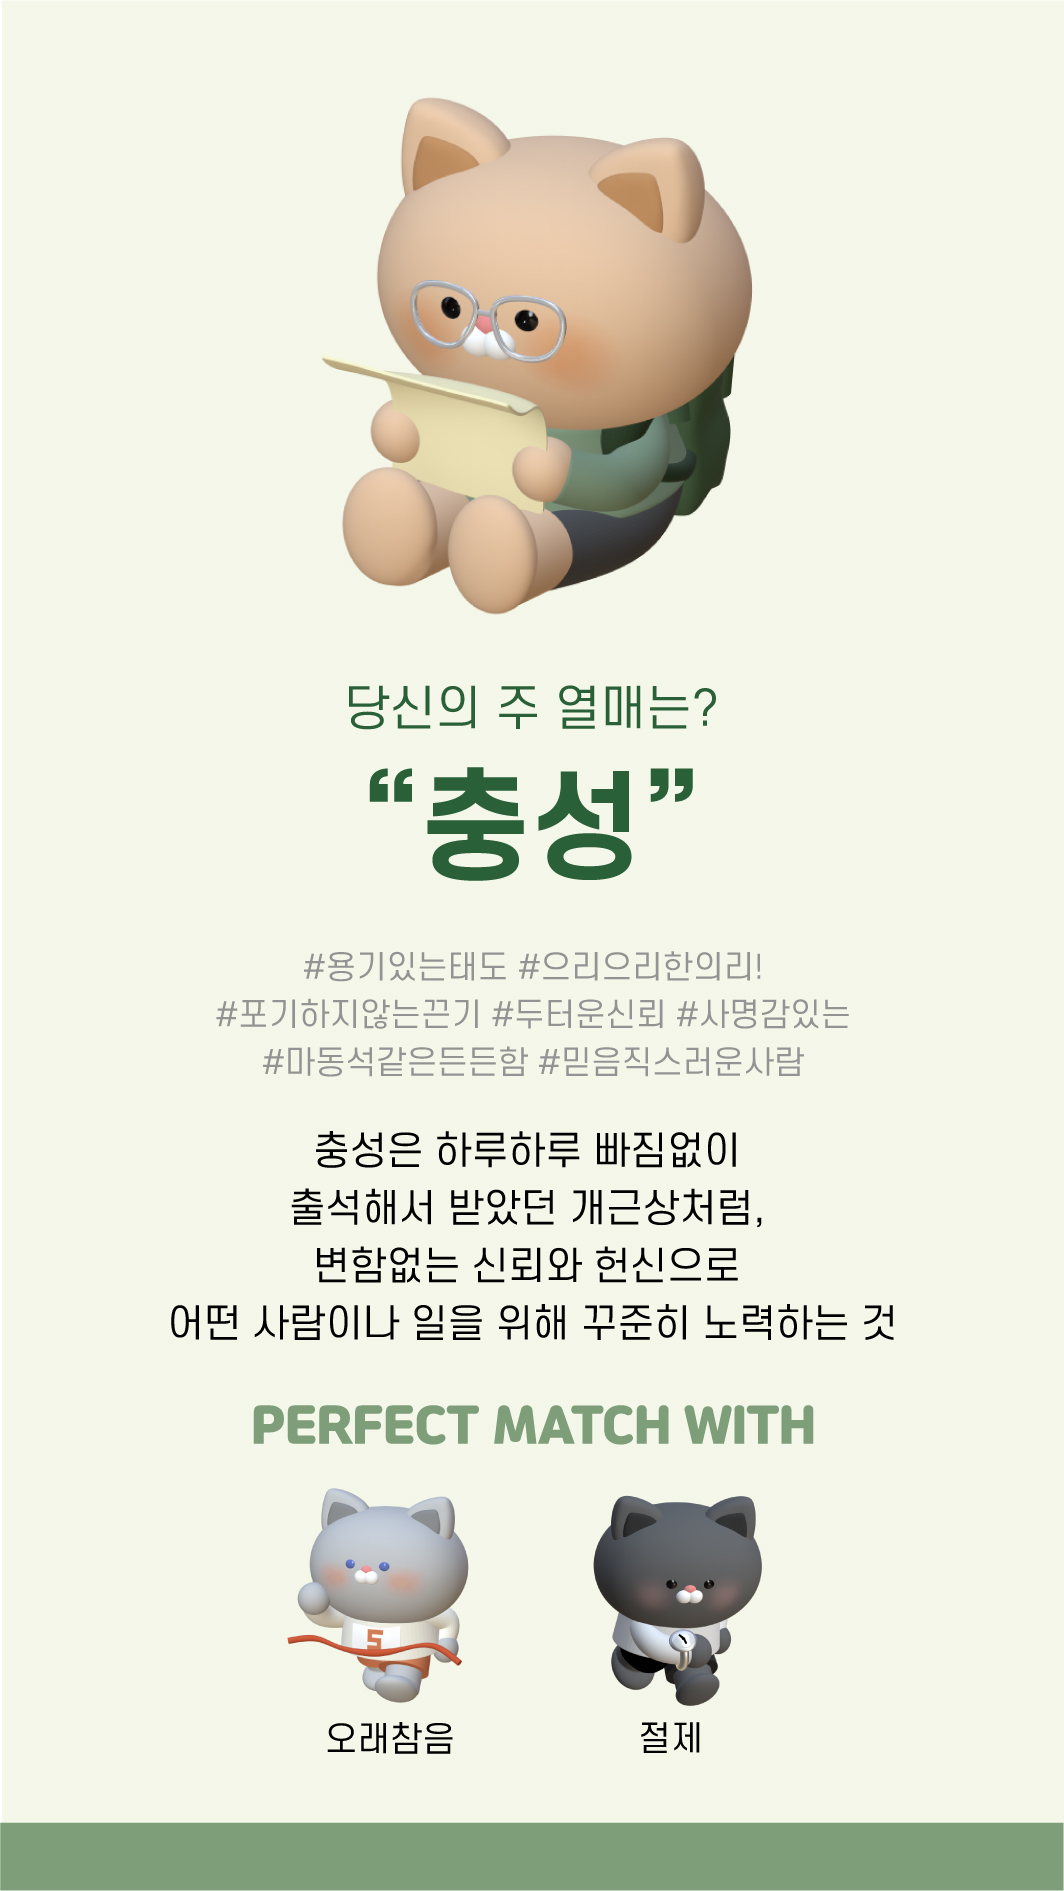 당신의 주 열매는?
“충성”
#용기있는태도 #으리으리한의리!
#포기하지않는끈기 #두터운신뢰 #사명감있는
#마동석같은든든함 #믿음직스러운사람
충성은 하루하루 빠짐없이
출석해서 받았던 개근상처럼,
변함없는 신뢰와 헌신으로
어떤 사람이나 일을 위해 꾸준히 노력하는 것
PERFECT MATCH WITH
5
오래참음
절제